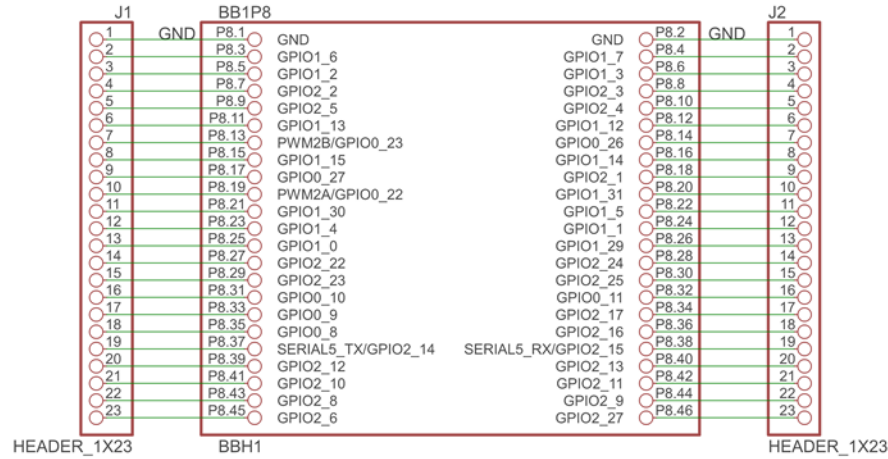 J1 BB1P8 J2
1 GND P8.1 GND GND P8.2 GND 1
2 P8.3 GPIO1_6 GPIO1_7 P8.4 2
3 P8.5 GPIO1_2 GPIO1_3 P8.6 3
4 P8.7 GPIO2_2 GPIO2_3 P8.8 4
5 P8.9 GPIO2_5 GPIO2_4 P8.10 5
6 P8.11 GPIO1_13 GPIO1_12 P8.12 6
7 P8.13 PWM2B/GPIO0_23 GPIO0_26 P8.14 7
8 P8.15 GPIO1_15 GPIO1_14 P8.16 8
9 P8.17 GPIO0_27 GPIO2_1 P8.18 9
10 P8.19 PWM2A/GPIO0_22 GPIO1_31 P8.20 10
11 P8.21 GPIO1_30 GPIO1_5 P8.22 11
12 P8.23 GPIO1_4 GPIO1_1 P8.24 12
13 P8.25 GPIO1_0 GPIO1_29 P8.26 13
14 P8.27 GPIO2_22 GPIO2_24 P8.28 14
15 P8.29 GPIO2_23 GPIO2_25 P8.30 15
16 P8.31 GPIO0_10 GPIO0_11 P8.32 16
17 P8.33 GPIO0_9 GPIO2_17 P8.34 17
18 P8.35 GPIO0_8 GPIO2_16 P8.36 18
19 P8.37 SERIAL5_TX/GPIO2_14 SERIAL5_RX/GPIO2_15 P8.38 19
20 P8.39 GPIO2_12 GPIO2_13 P8.40 20
21 P8.41 GPIO2_10 GPIO2_11 P8.42 21
22 P8.43 GPIO2_8 GPIO2_9 P8.44 22
23 P8.45 GPIO2_6 GPIO2_27 P8.46 23
HEADER_1X23 BBH1 HEADER_1X23